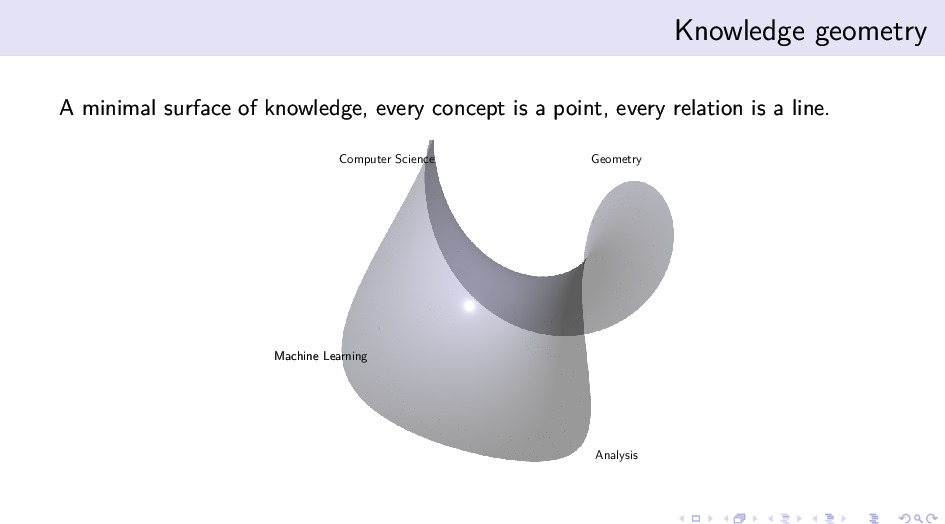 Knowledge geometry
A minimal surface of knowledge, every concept is a point, every relation is a line.
Computer Science
Geometry
Machine Learning
Analysis